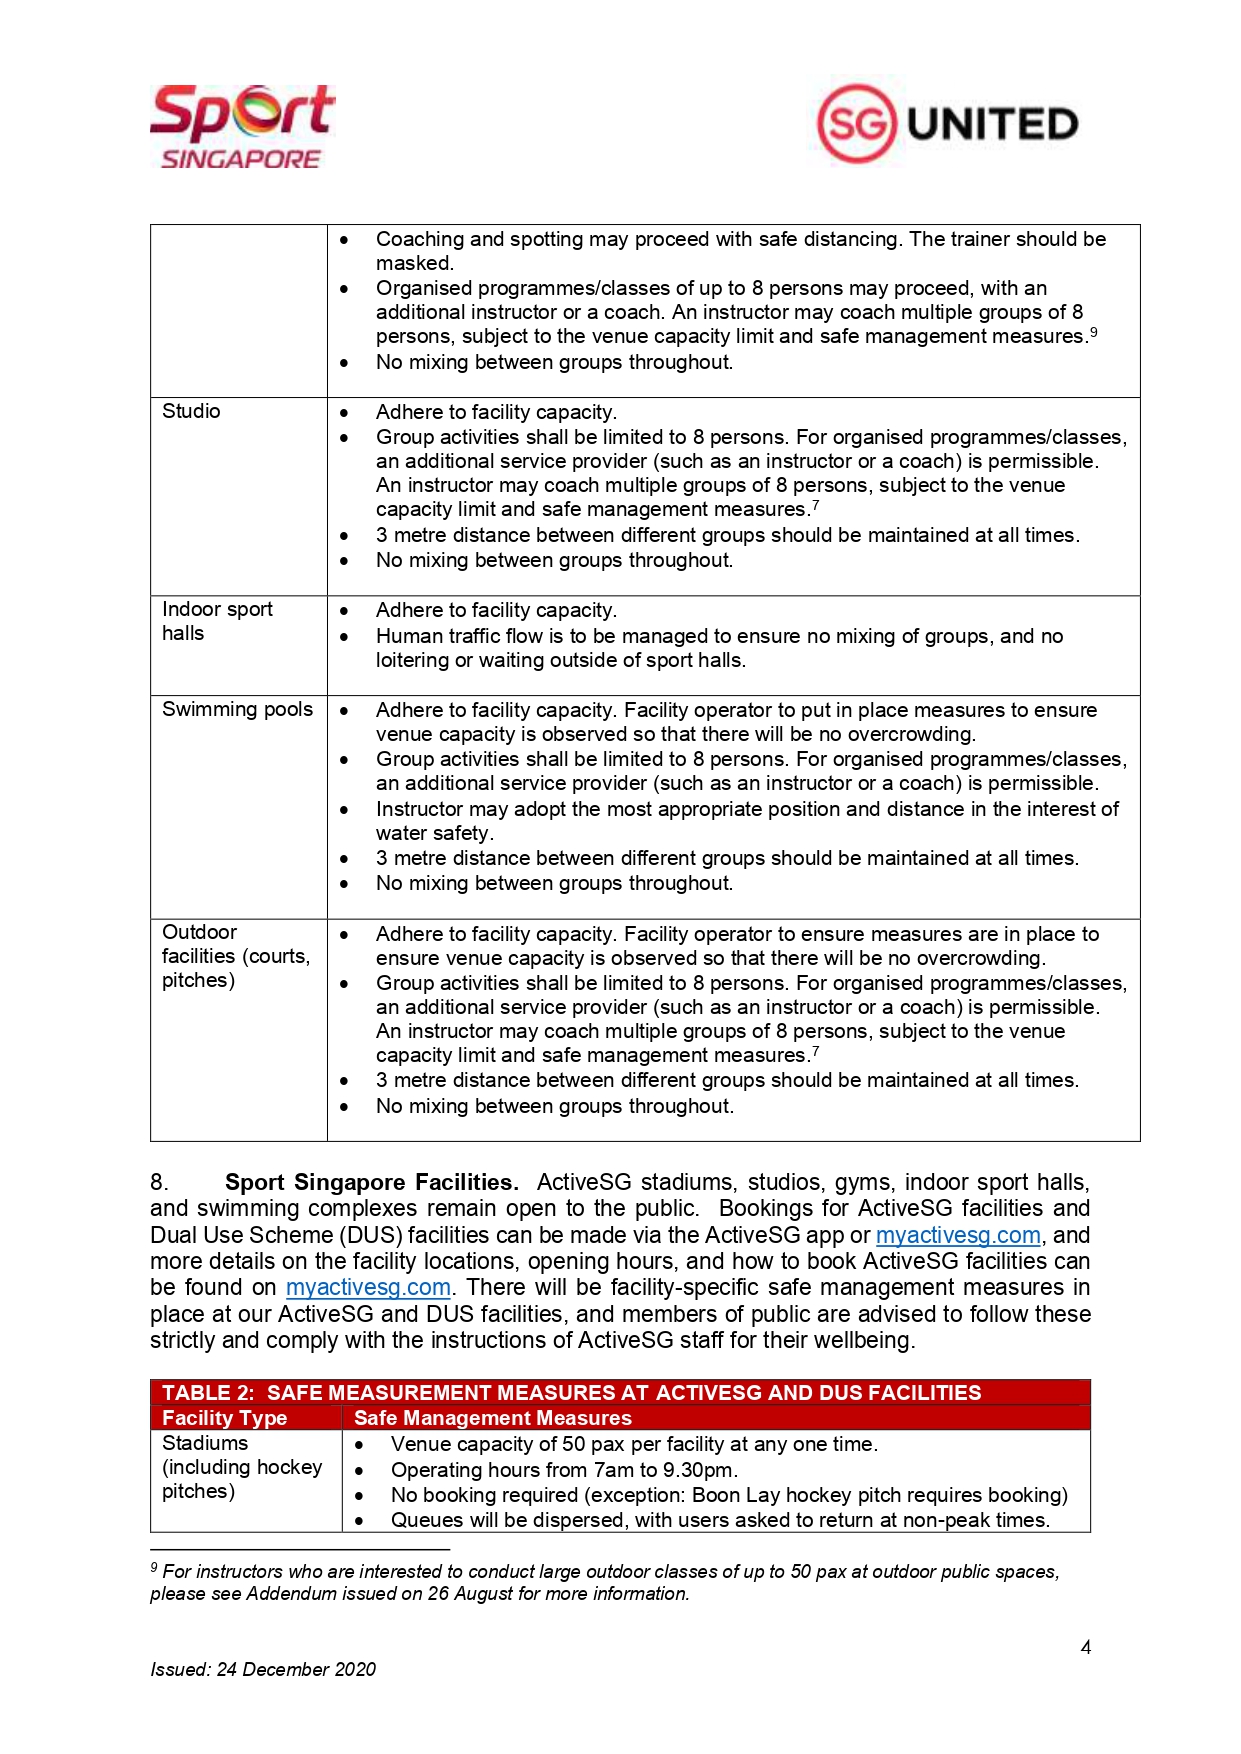 Sport
SINGAPORE
SG UNITED
• Coaching and spotting may proceed with safe distancing. The trainer should be
masked.
• Organised programmes/classes of up to 8 persons may proceed, with an
additional instructor or a coach. An instructor may coach multiple groups of 8
persons, subject to the venue capacity limit and safe management measures.9
• No mixing between groups throughout.
Studio
• Adhere to facility capacity.
• Group activities shall be limited to 8 persons. For organised programmes/classes,
an additional service provider (such as an instructor or a coach) is permissible.
An instructor may coach multiple groups of 8 persons, subject to the venue
capacity limit and safe management measures.7
• 3 metre distance between different groups should be maintained at all times.
• No mixing between groups throughout.
Indoor sport
halls
• Adhere to facility capacity.
• Human traffic flow is to be managed to ensure no mixing of groups, and no
loitering or waiting outside of sport halls.
Swimming pools
• Adhere to facility capacity. Facility operator to put in place measures to ensure
venue capacity is observed so that there will be no overcrowding.
• Group activities shall be limited to 8 persons. For organised programmes/classes,
an additional service provider (such as an instructor or a coach) is permissible.
• Instructor may adopt the most appropriate position and distance in the interest of
water safety.
• 3 metre distance between different groups should be maintained at all times.
• No mixing between groups throughout.
Outdoor
facilities (courts,
pitches)
• Adhere to facility capacity. Facility operator to ensure measures are in place to
ensure venue capacity is observed so that there will be no overcrowding.
• Group activities shall be limited to 8 persons. For organised programmes/classes,
an additional service provider (such as an instructor or a coach) is permissible.
An instructor may coach multiple groups of 8 persons, subject to the venue
capacity limit and safe management measures.7
• 3 metre distance between different groups should be maintained at all times.
• No mixing between groups throughout.
8. Sport Singapore Facilities. ActiveSG stadiums, studios, gyms, indoor sport halls,
and swimming complexes remain open to the public. Bookings for ActiveSG facilities and
Dual Use Scheme (DUS) facilities can be made via the ActiveSG app or myactivesg.com, and
more details on the facility locations, opening hours, and how to book ActiveSG facilities can
be found on myactivesg.com. There will be facility-specific safe management measures in
place at our ActiveSG and DUS facilities, and members of public are advised to follow these
strictly and comply with the instructions of ActiveSG staff for their wellbeing.
TABLE 2: SAFE MEASUREMENT MEASURES AT ACTIVESG AND DUS FACILITIES
Facility Type Safe Management Measures
Stadiums
(including hockey
pitches)
• Venue capacity of 50 pax per facility at any one time.
• Operating hours from 7am to 9.30pm.
• No booking required (exception: Boon Lay hockey pitch requires booking)
• Queues will be dispersed, with users asked to return at non-peak times.
9 For instructors who are interested to conduct large outdoor classes of up to 50 pax at outdoor public spaces,
please see Addendum issued on 26 August for more information.
4
Issued: 24 December 2020